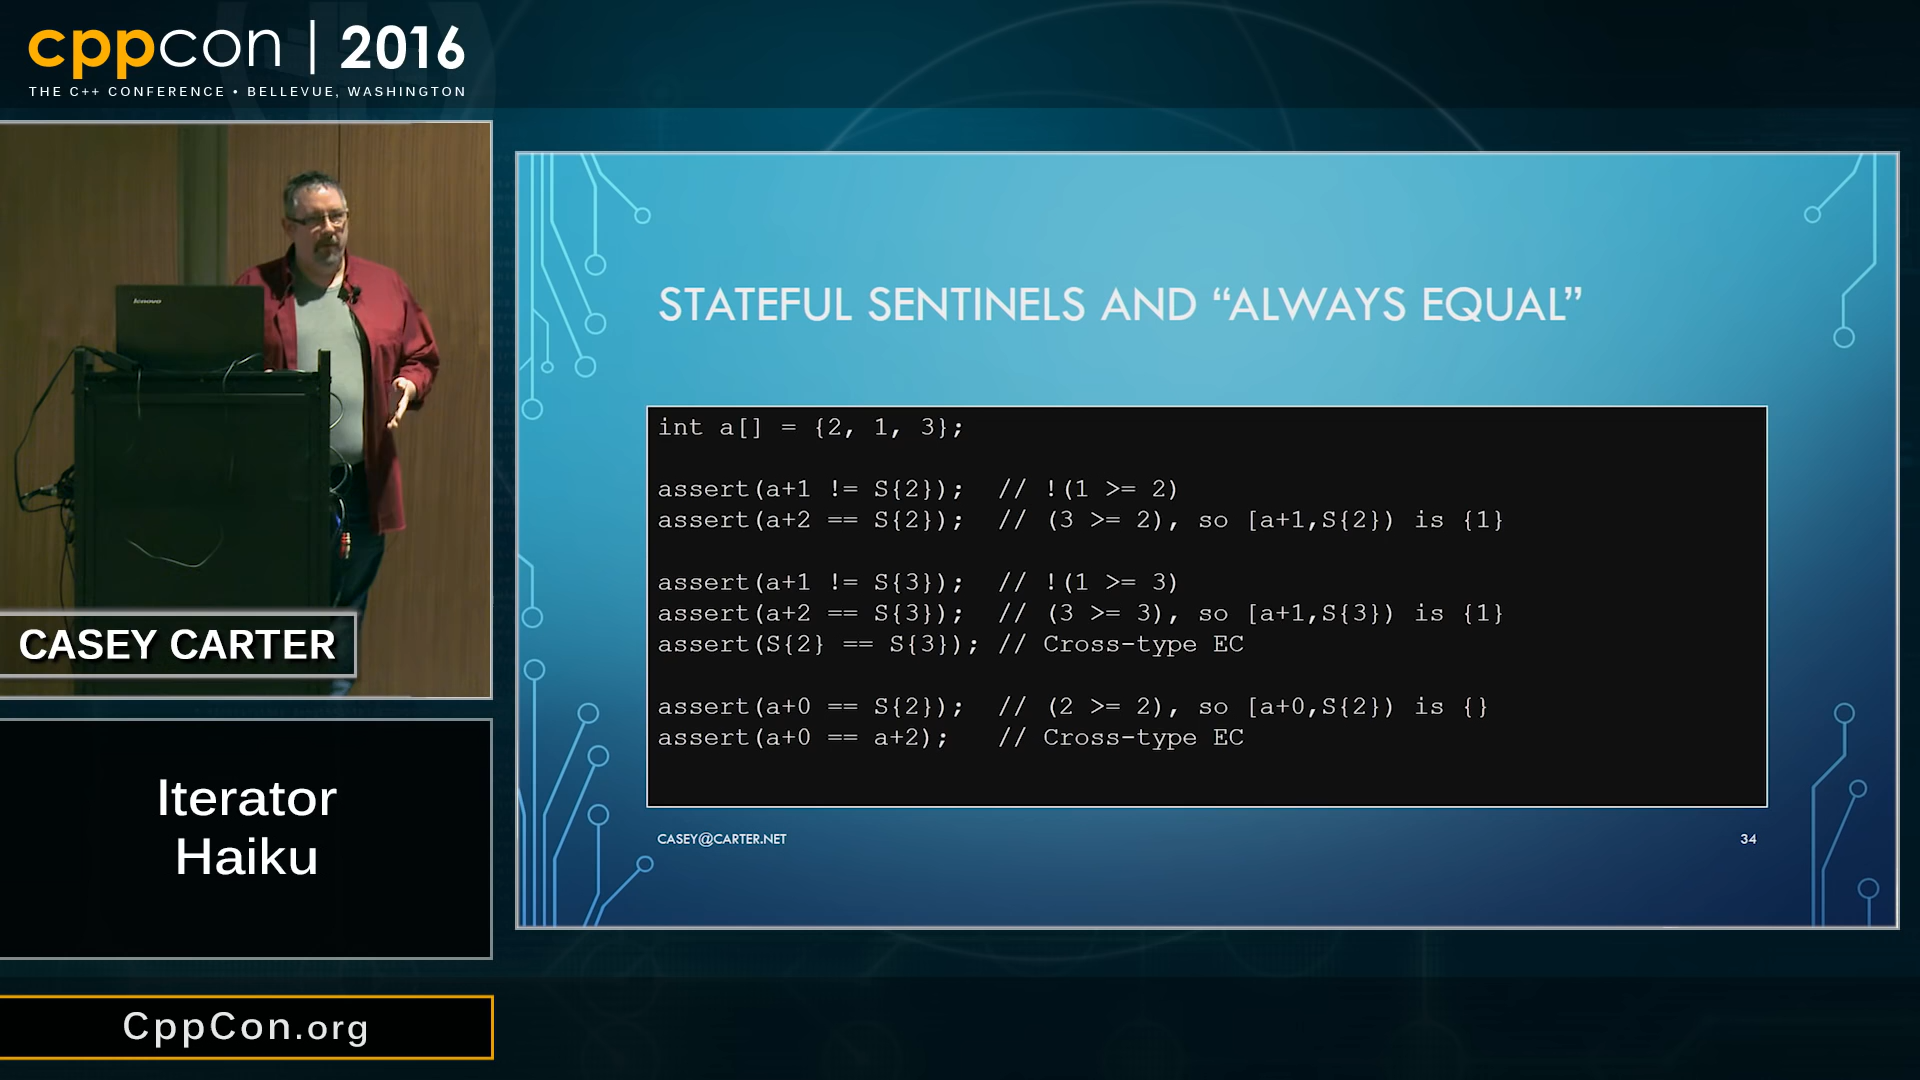 cppcon | 2016
THE C++ CONFERENCE • BELLEVUE, WASHINGTON
lenovo
CASEY CARTER
Iterator
Haiku
CppCon.org
STATEFUL SENTINELS AND “ALWAYS EQUAL”
int a[] = {2, 1, 3};
assert(a+1 != S{2});  // !(1 >= 2)
assert(a+2 == S{2});  // (3 >= 2), so [a+1,S{2}) is {1}
assert(a+1 != S{3});  // !(1 >= 3)
assert(a+2 == S{3});  // (3 >= 3), so [a+1,S{3}) is {1}
assert(S{2} == S{3}); // Cross-type EC
assert(a+0 == S{2});  // (2 >= 2), so [a+0,S{2}) is {}
assert(a+0 == a+2);   // Cross-type EC
CASEY@CARTER.NET
34